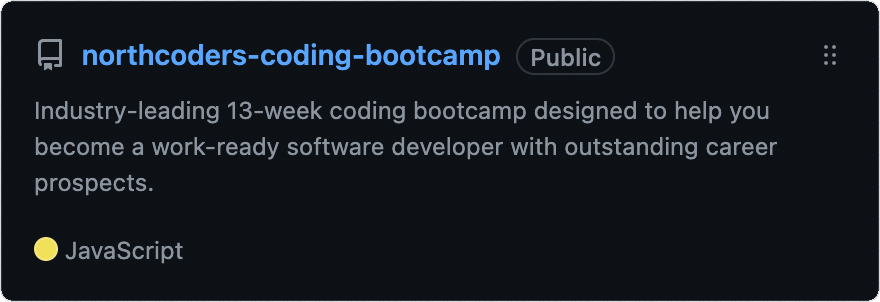 northcoders-coding-bootcamp Public
Industry-leading 13-week coding bootcamp designed to help you
become a work-ready software developer with outstanding career
prospects.
JavaScript